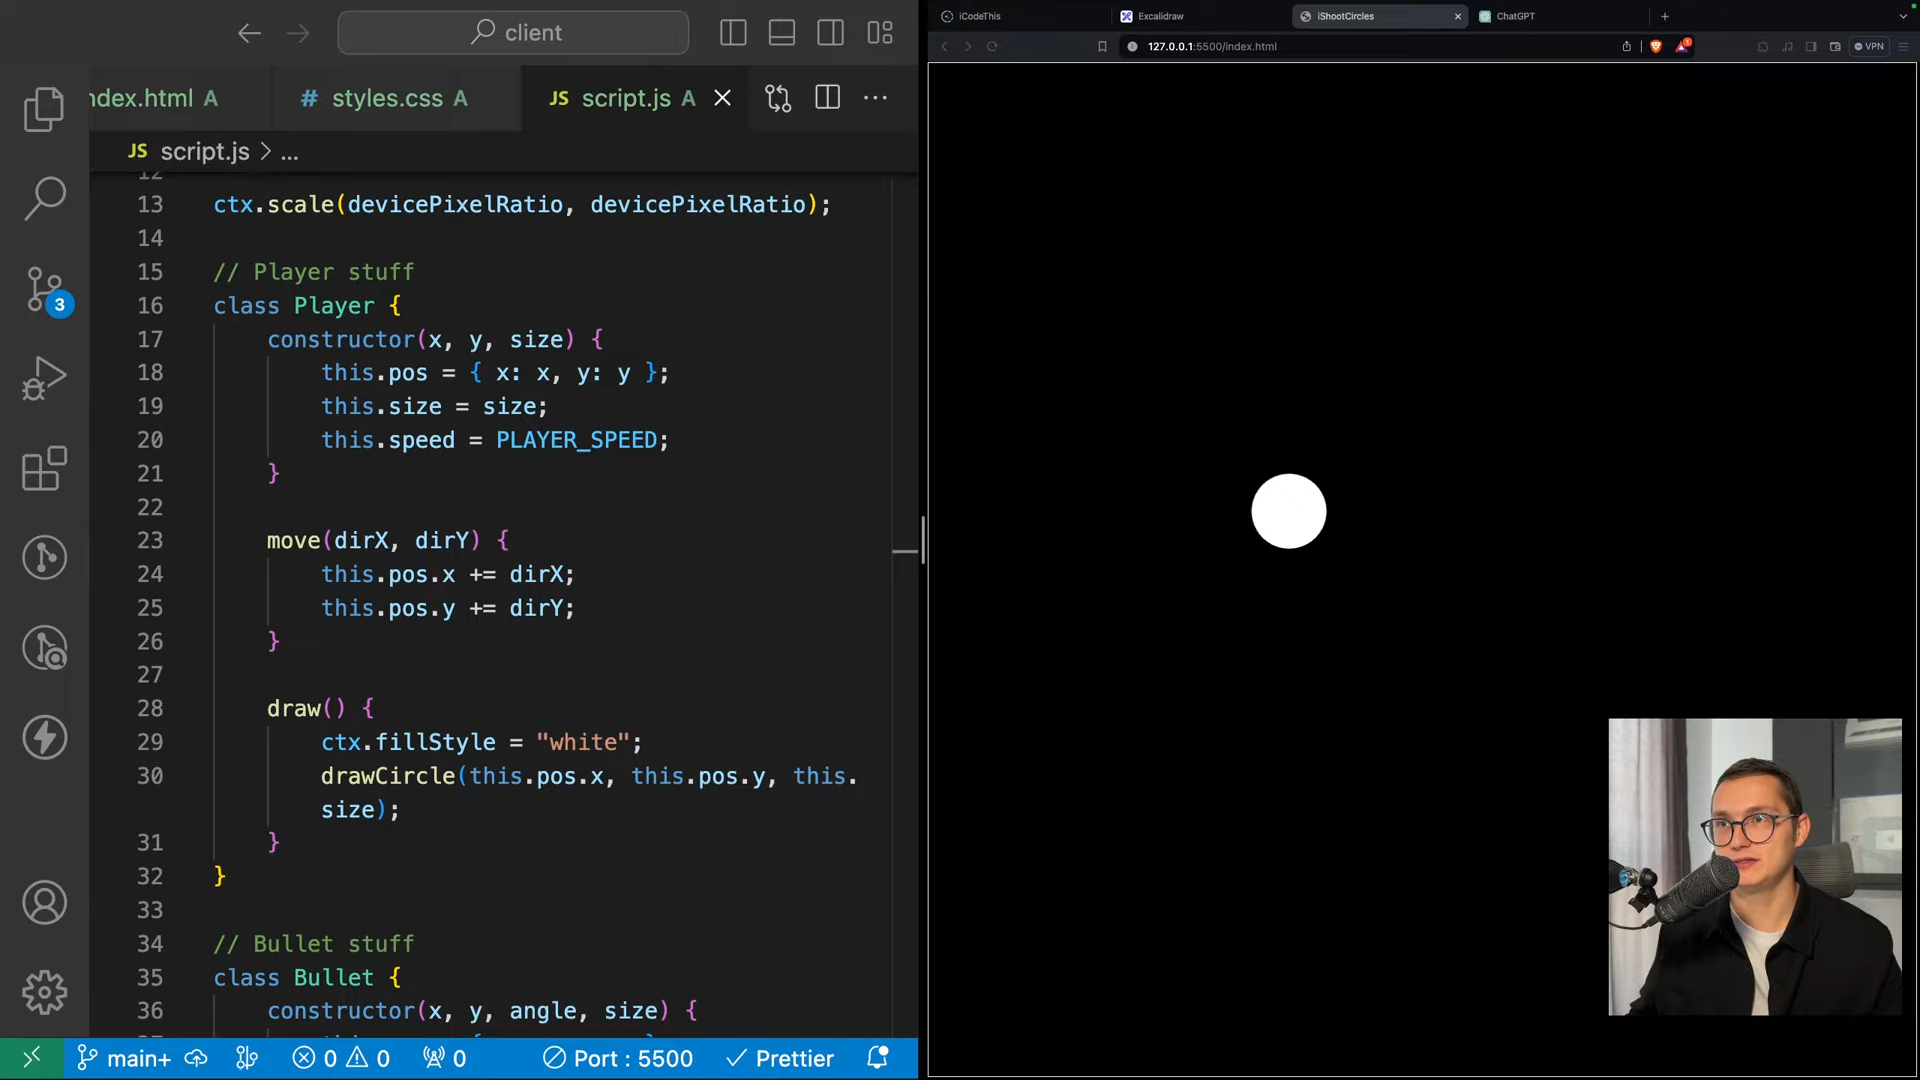 client
iCodeThis
Excalidraw
iShootCircles
ChatGPT
127.0.0.1:5500/index.html
1
VPN
ndex.html A
# styles.css A
JS script.js A
JS script.js > ...
3
12
13 ctx.scale(devicePixelRatio, devicePixelRatio);
14
15 // Player stuff
16 class Player {
17 constructor(x, y, size) {
18 this.pos = { x: x, y: y };
19 this.size = size;
20 this.speed = PLAYER_SPEED;
21 }
22
23 move(dirX, dirY) {
24 this.pos.x += dirX;
25 this.pos.y += dirY;
26 }
27
28 draw() {
29 ctx.fillStyle = "white";
30 drawCircle(this.pos.x, this.pos.y, this.
size);
31 }
32 }
33
34 // Bullet stuff
35 class Bullet {
36 constructor(x, y, angle, size) {
main+
0
0
0
Port : 5500
Prettier